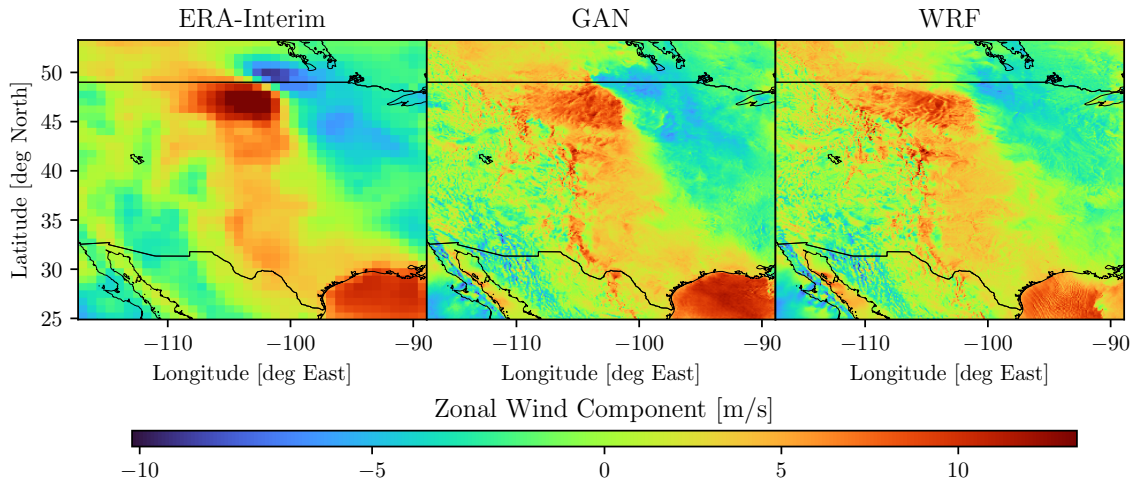 ERA-Interim GAN WRF
50
45
40
35
30
25
Latitude [deg North]
−110 −100 −90 −110 −100 −90 −110 −100 −90
Longitude [deg East] Longitude [deg East] Longitude [deg East]
Zonal Wind Component [m/s]
−10 −5 0 5 10